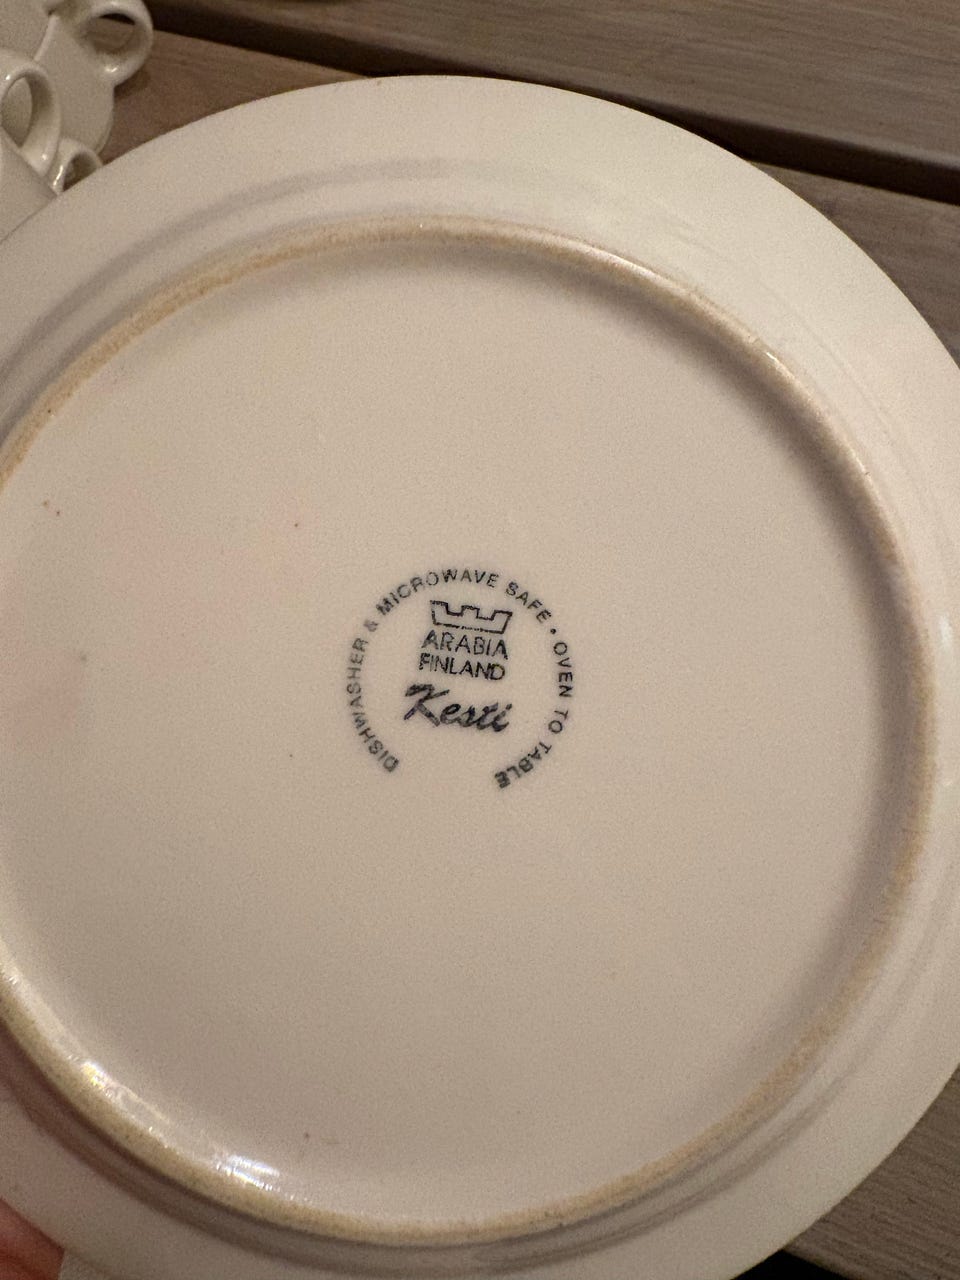 DISHWASHER & MICROWAVE SAFE • OVEN TO TABLE
ARABIA
FINLAND
Kesti